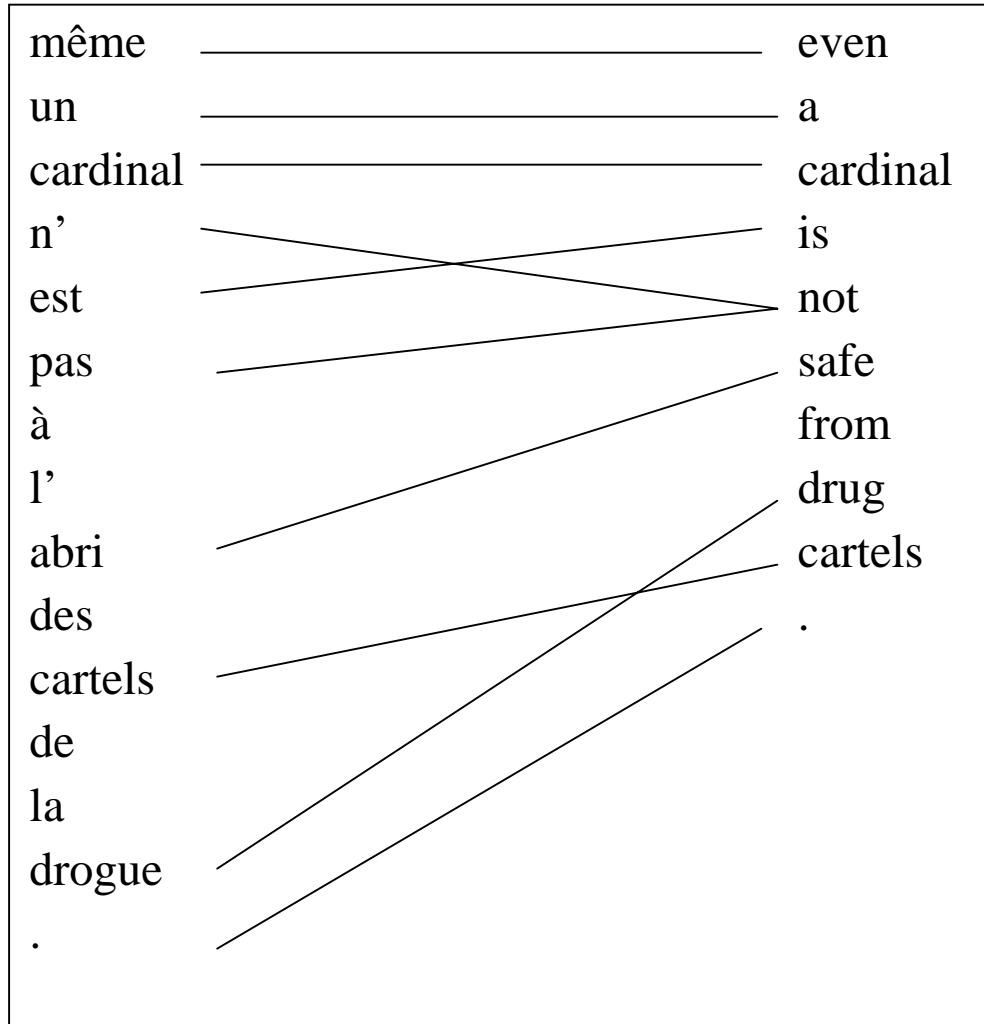 même even
un a
cardinal cardinal
n’ is
est not
pas safe
à from
l’ drug
abri cartels
des .
cartels
de
la
drogue
.